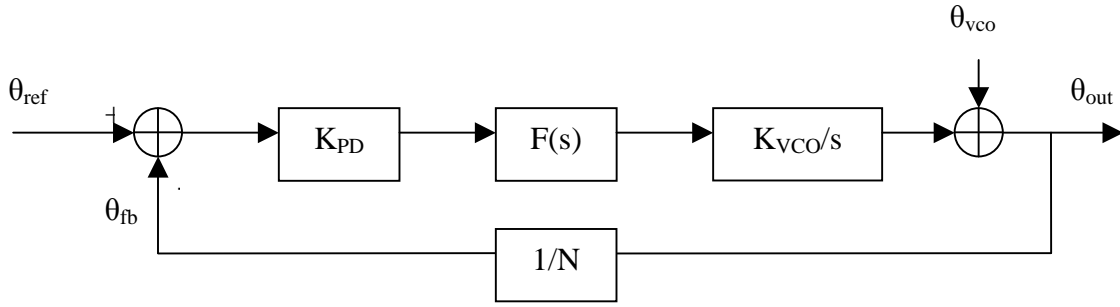 θvco
θref
+
θout
KPD
F(s)
KVCO/s
θfb
1/N